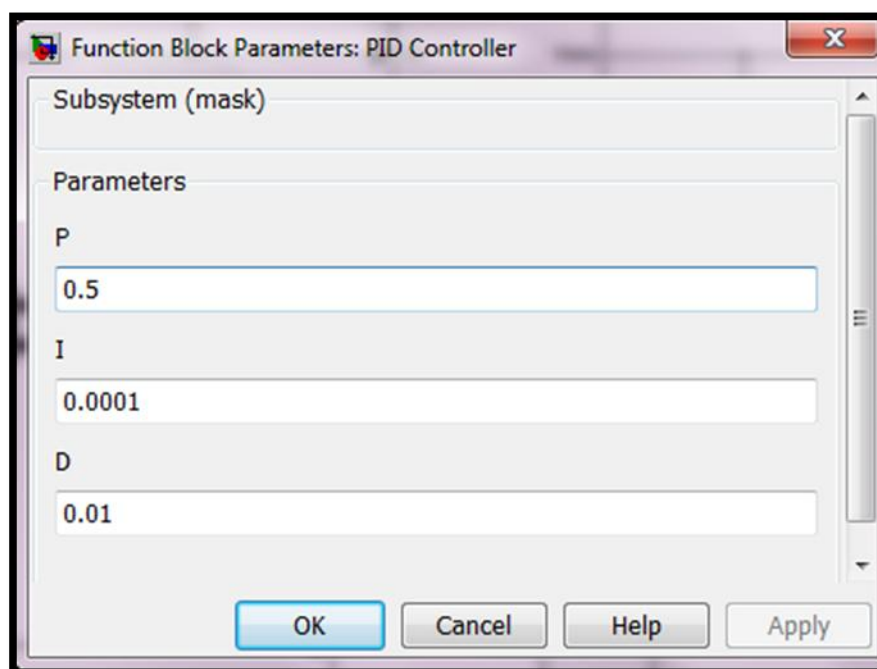 Function Block Parameters: PID Controller
Subsystem (mask)
Parameters
P
0.5
I
0.0001
D
0.01
OK Cancel Help Apply